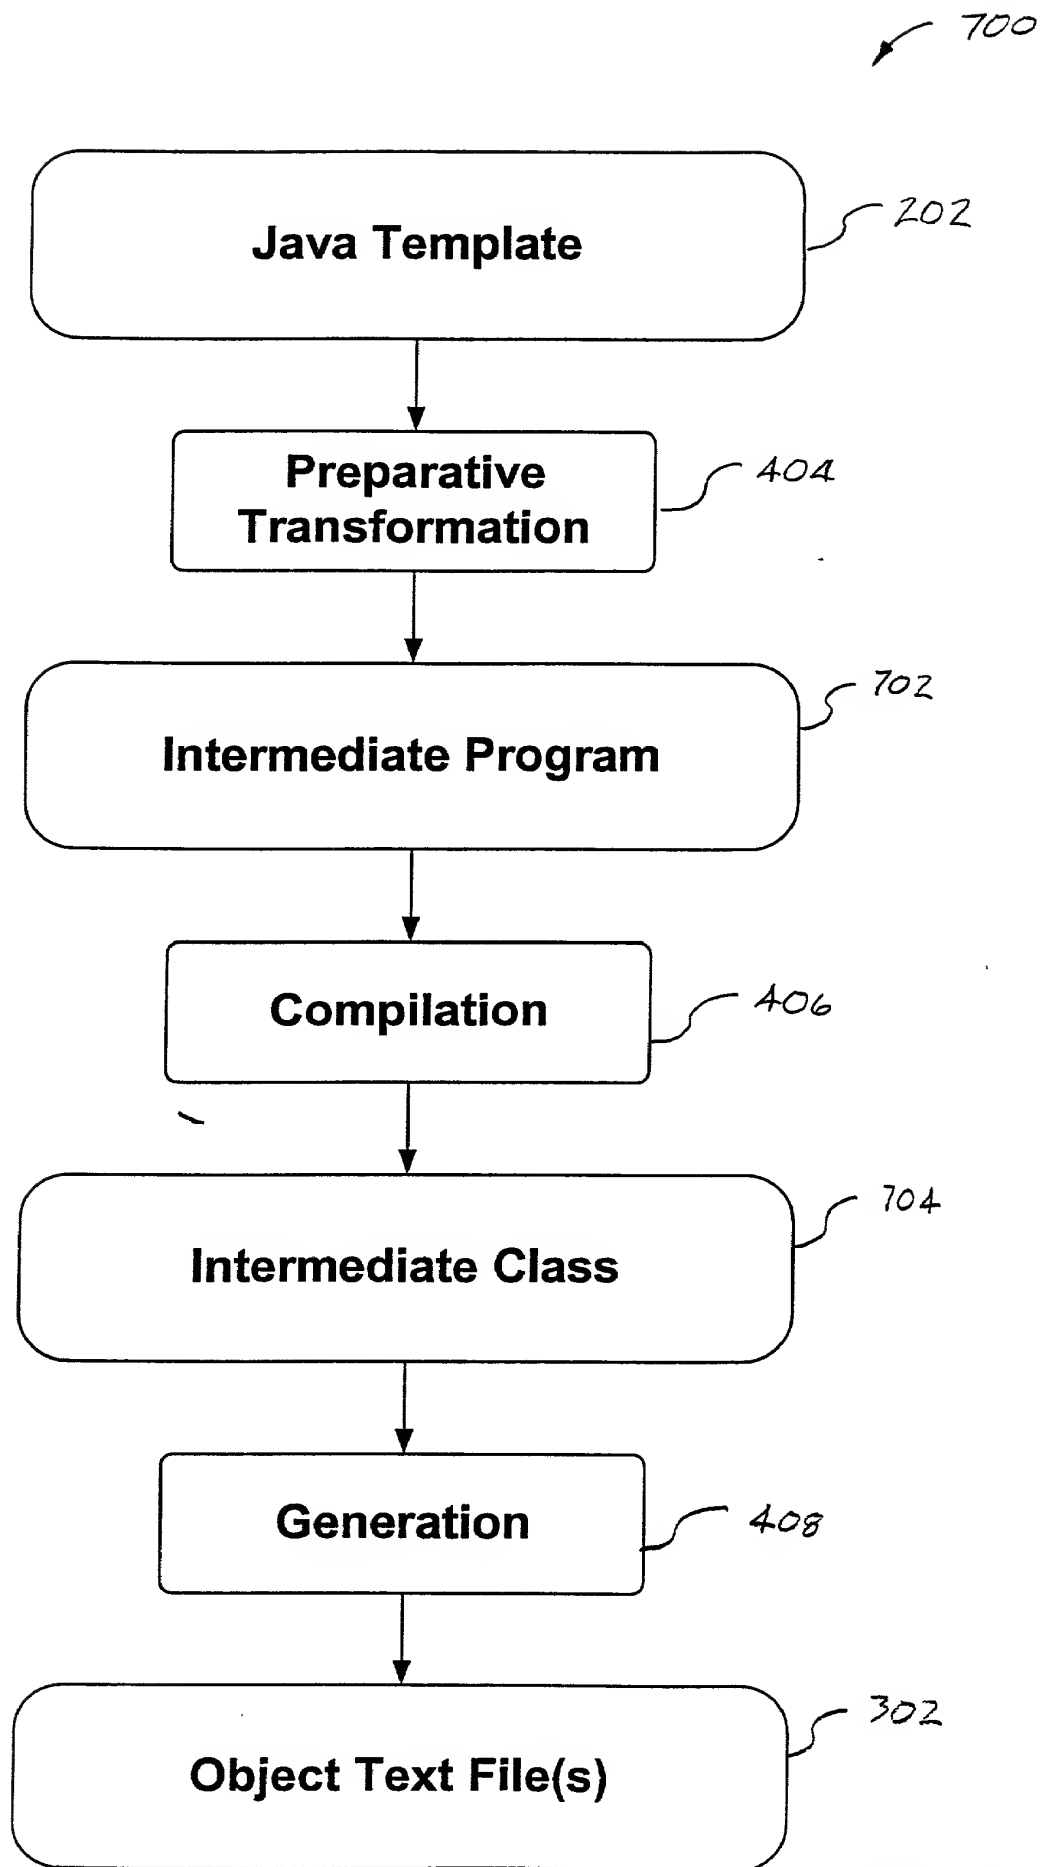 700
Java Template
202
Preparative
Transformation
404
Intermediate Program
702
Compilation
406
Intermediate Class
704
Generation
408
Object Text File(s)
302